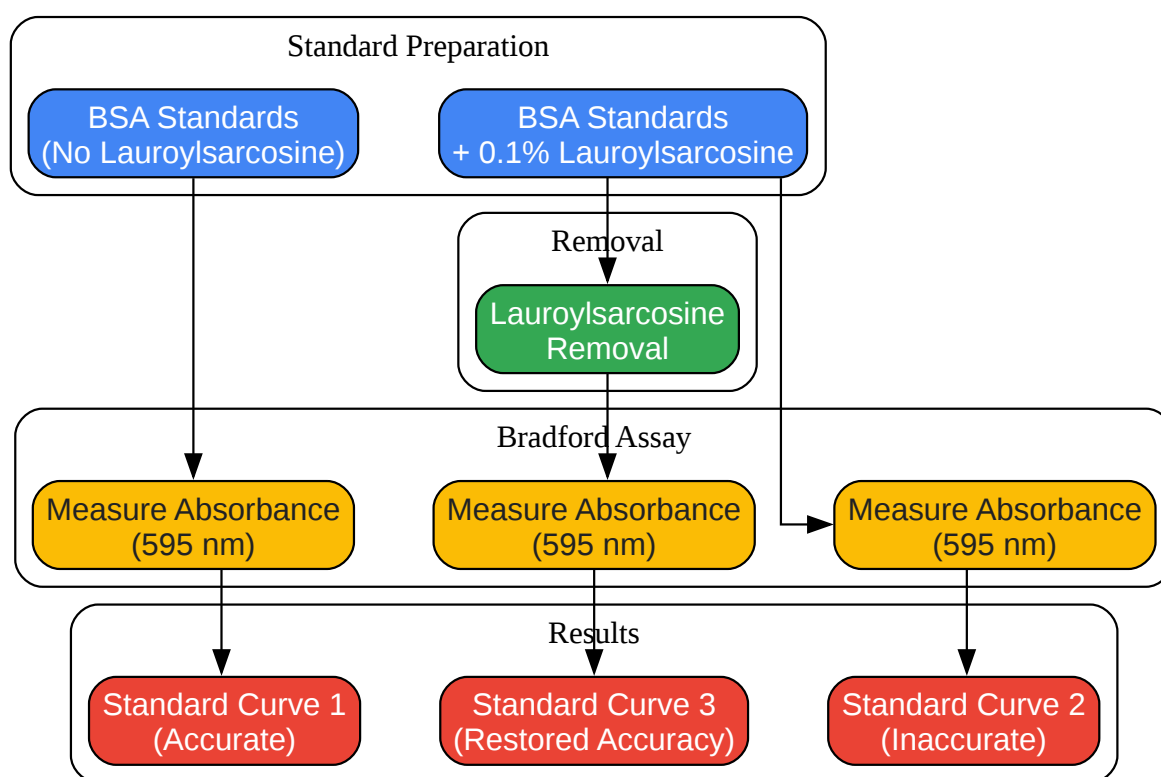 Standard Preparation
BSA Standards
(No Lauroylsarcosine)
BSA Standards
+ 0.1% Lauroylsarcosine
Removal
Lauroylsarcosine
Removal
Bradford Assay
Measure Absorbance
(595 nm)
Measure Absorbance
(595 nm)
Measure Absorbance
(595 nm)
Results
Standard Curve 1
(Accurate)
Standard Curve 3
(Restored Accuracy)
Standard Curve 2
(Inaccurate)